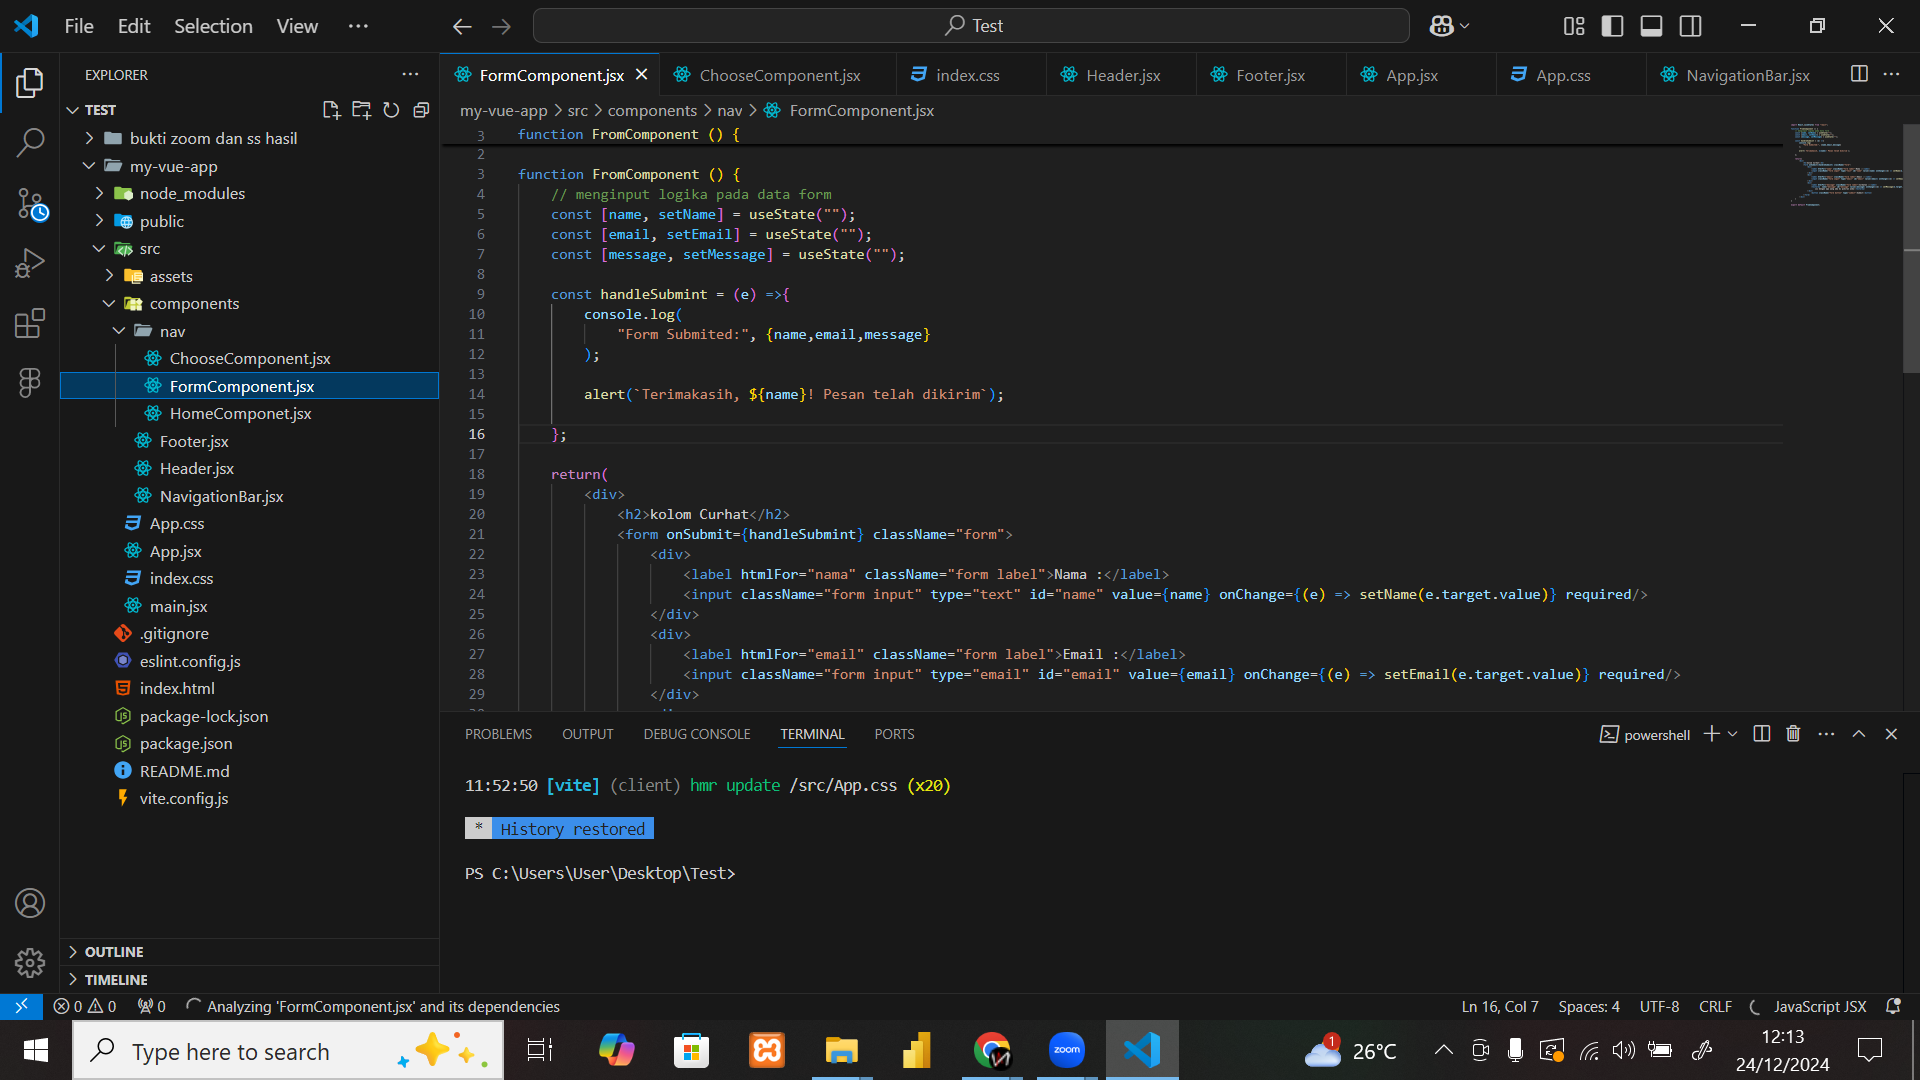 File Edit Selection View ···
Test
EXPLORER
TEST
bukti zoom dan ss hasil
my-vue-app
node_modules
public
src
assets
components
nav
ChooseComponent.jsx
FormComponent.jsx
HomeComponet.jsx
Footer.jsx
Header.jsx
NavigationBar.jsx
App.css
App.jsx
index.css
main.jsx
.gitignore
eslint.config.js
index.html
package-lock.json
package.json
README.md
vite.config.js
OUTLINE
TIMELINE
FormComponent.jsx ChooseComponent.jsx index.css Header.jsx Footer.jsx App.jsx App.css NavigationBar.jsx
my-vue-app > src > components > nav > FormComponent.jsx
3 function FromComponent () {
2
3 function FromComponent () {
4 // menginput logika pada data form
5 const [name, setName] = useState("");
6 const [email, setEmail] = useState("");
7 const [message, setMessage] = useState("");
8
9 const handleSubmint = (e) =>{
10 console.log(
11 "Form Submited:", {name,email,message}
12 );
13
14 alert(`Terimakasih, ${name}! Pesan telah dikirim`);
15
16 };
17
18 return(
19 <div>
20 <h2>kolom Curhat</h2>
21 <form onSubmit={handleSubmint} className="form">
22 <div>
23 <label htmlFor="nama" className="form label">Nama :</label>
24 <input className="form input" type="text" id="name" value={name} onChange={(e) => setName(e.target.value)} required/>
25 </div>
26 <div>
27 <label htmlFor="email" className="form label">Email :</label>
28 <input className="form input" type="email" id="email" value={email} onChange={(e) => setEmail(e.target.value)} required/>
29 </div>
PROBLEMS OUTPUT DEBUG CONSOLE TERMINAL PORTS
powershell
11:52:50 [vite] (client) hmr update /src/App.css (x20)
* History restored
PS C:\Users\User\Desktop\Test>
0 0 0 Analyzing 'FormComponent.jsx' and its dependencies
Ln 16, Col 7 Spaces: 4 UTF-8 CRLF JavaScript JSX
Type here to search
zoom
1
26°C
12:13
24/12/2024